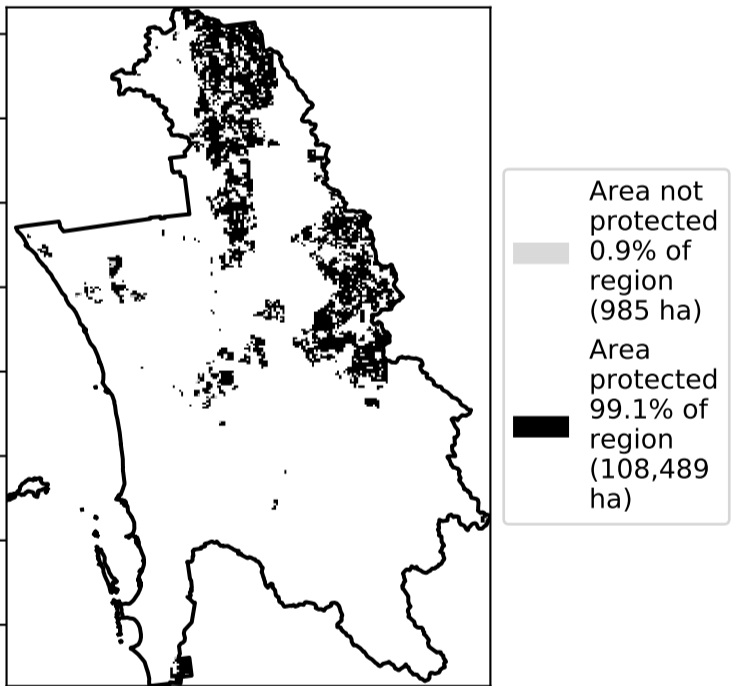 Area not
protected
0.9% of
region
(985 ha)
Area
protected
99.1% of
region
(108,489
ha)